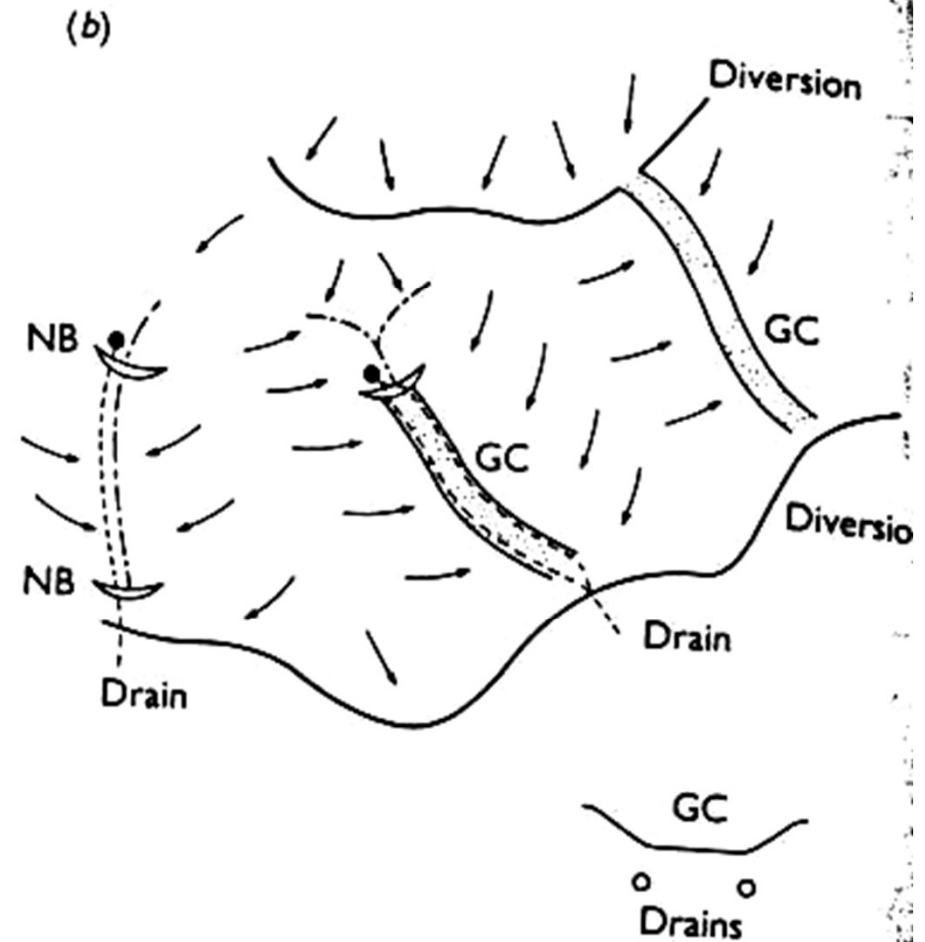 (b)
Diversion
NB
GC
GC
Diversio
NB
Drain
Drain
GC
Drains